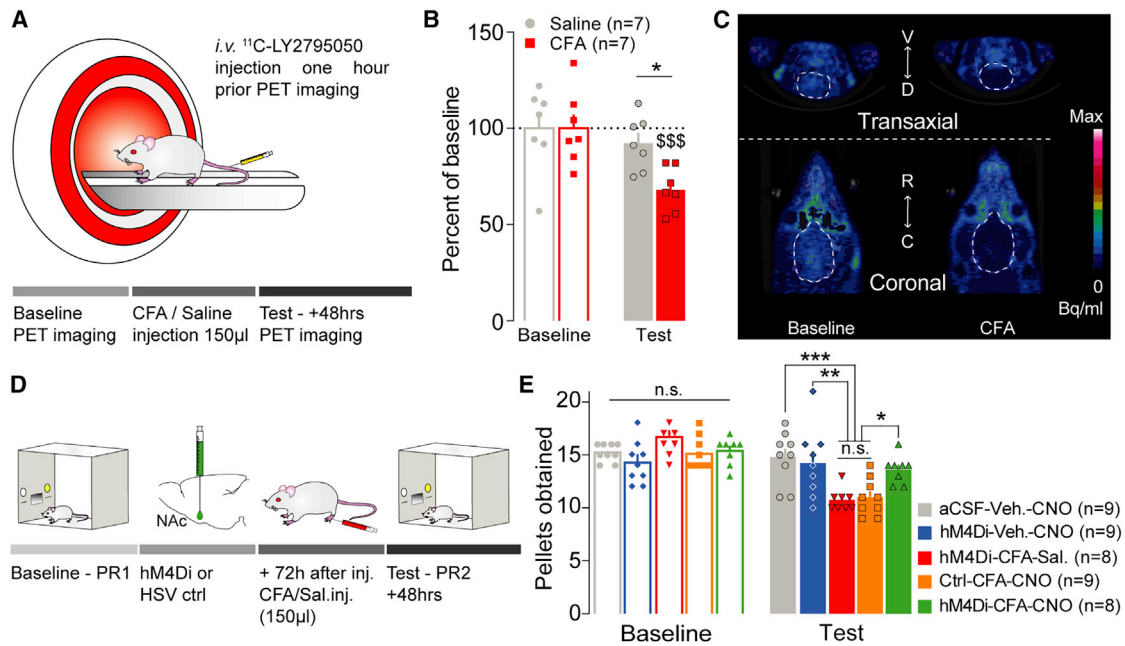 A
i.v. ¹¹C-LY2795050
injection one hour
prior PET imaging
Baseline
PET imaging
CFA / Saline
injection 150µl
Test - +48hrs
PET imaging
B
Saline (n=7)
CFA (n=7)
Percent of baseline
150
100
50
0
*
$$$
Baseline
Test
C
V
D
Transaxial
R
C
Coronal
Baseline
CFA
Max
0
Bq/ml
D
NAc
Baseline - PR1
hM4Di or
HSV ctrl
+ 72h after inj.
CFA/Sal.inj.
(150µl)
Test - PR2
+48hrs
E
Pellets obtained
20
15
10
5
0
n.s.
***
**
*
n.s.
Baseline
Test
aCSF-Veh.-CNO (n=9)
hM4Di-Veh.-CNO (n=9)
hM4Di-CFA-Sal. (n=8)
Ctrl-CFA-CNO (n=9)
hM4Di-CFA-CNO (n=8)